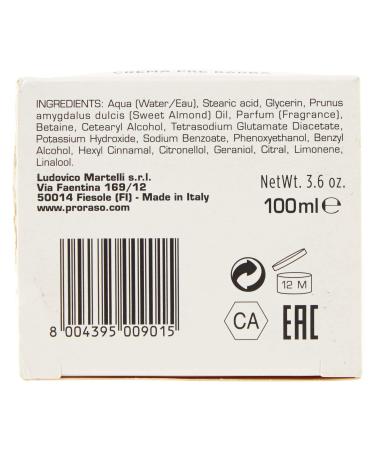 CREMA PRE BARBA
INGREDIENTS: Aqua (Water/Eau), Stearic acid, Glycerin, Prunus
amygdalus dulcis (Sweet Almond) Oil, Parfum (Fragrance),
Betaine, Cetearyl Alcohol, Tetrasodium Glutamate Diacetate,
Potassium Hydroxide, Sodium Benzoate, Phenoxyethanol, Benzyl
Alcohol, Hexyl Cinnamal, Citronellol, Geraniol, Citral, Limonene,
Linalool.
Ludovico Martelli s.r.l.
Via Faentina 169/12
50014 Fiesole (FI) - Made in Italy
www.proraso.com
NetWt. 3.6 oz.
100ml℮
12 M
CA
EAC
8 004395 009015